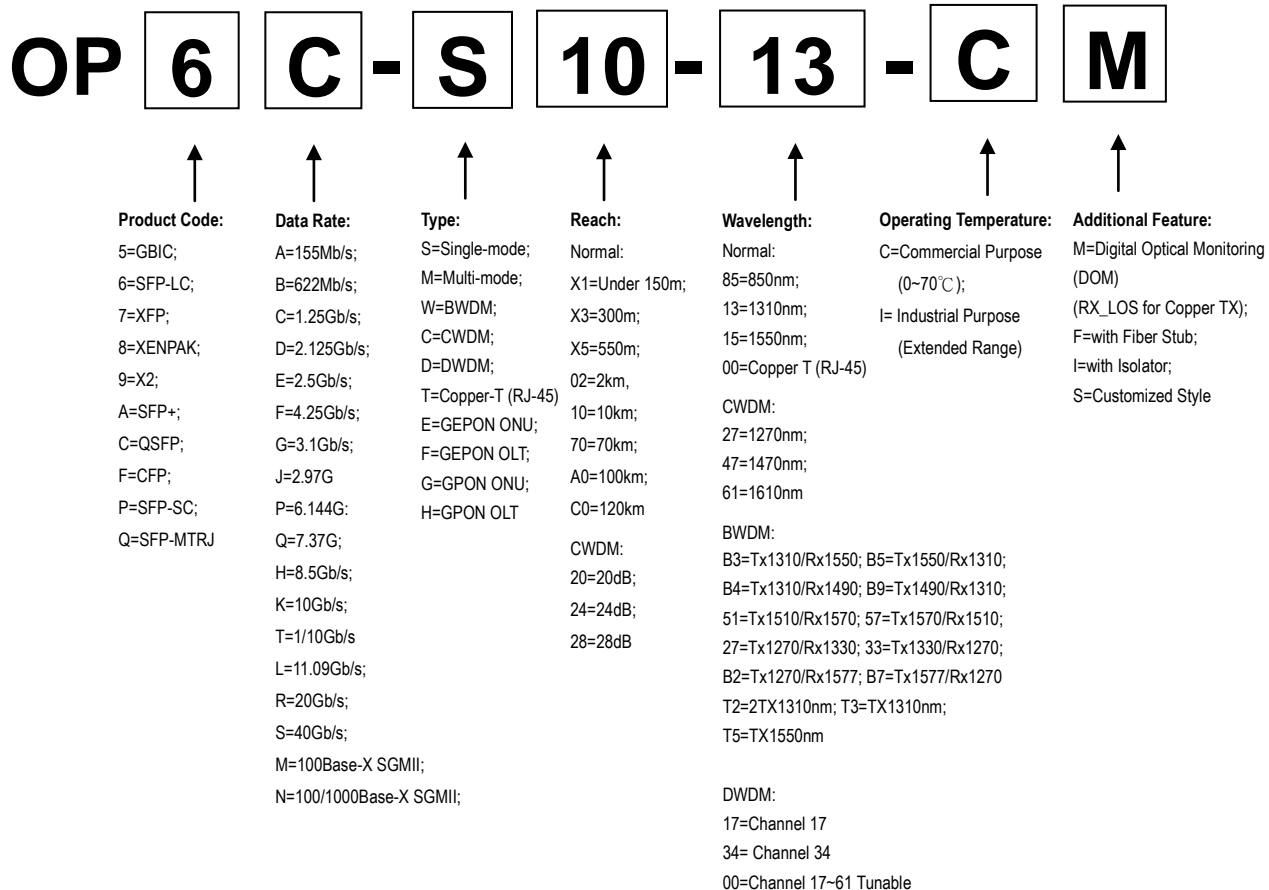 OP 6 C - S 10 - 13 - C M
Product Code:
5=GBIC;
6=SFP-LC;
7=XFP;
8=XENPAK;
9=X2;
A=SFP+;
C=QSFP;
F=CFP;
P=SFP-SC;
Q=SFP-MTRJ
Data Rate:
A=155Mb/s;
B=622Mb/s;
C=1.25Gb/s;
D=2.125Gb/s;
E=2.5Gb/s;
F=4.25Gb/s;
G=3.1Gb/s;
J=2.97G
P=6.144G:
Q=7.37G;
H=8.5Gb/s;
K=10Gb/s;
T=1/10Gb/s
L=11.09Gb/s;
R=20Gb/s;
S=40Gb/s;
M=100Base-X SGMII;
N=100/1000Base-X SGMII;
Type:
S=Single-mode;
M=Multi-mode;
W=BWDM;
C=CWDM;
D=DWDM;
T=Copper-T (RJ-45)
E=GEPON ONU;
F=GEPON OLT;
G=GPON ONU;
H=GPON OLT
Reach:
Normal:
X1=Under 150m;
X3=300m;
X5=550m;
02=2km,
10=10km;
70=70km;
A0=100km;
C0=120km
CWDM:
20=20dB;
24=24dB;
28=28dB
Wavelength:
Normal:
85=850nm;
13=1310nm;
15=1550nm;
00=Copper T (RJ-45)
CWDM:
27=1270nm;
47=1470nm;
61=1610nm
BWDM:
B3=Tx1310/Rx1550; B5=Tx1550/Rx1310;
B4=Tx1310/Rx1490; B9=Tx1490/Rx1310;
51=Tx1510/Rx1570; 57=Tx1570/Rx1510;
27=Tx1270/Rx1330; 33=Tx1330/Rx1270;
B2=Tx1270/Rx1577; B7=Tx1577/Rx1270
T2=2TX1310nm; T3=TX1310nm;
T5=TX1550nm
DWDM:
17=Channel 17
34= Channel 34
00=Channel 17~61 Tunable
Operating Temperature:
C=Commercial Purpose
(0~70℃);
I= Industrial Purpose
(Extended Range)
Additional Feature:
M=Digital Optical Monitoring
(DOM)
(RX_LOS for Copper TX);
F=with Fiber Stub;
I=with Isolator;
S=Customized Style